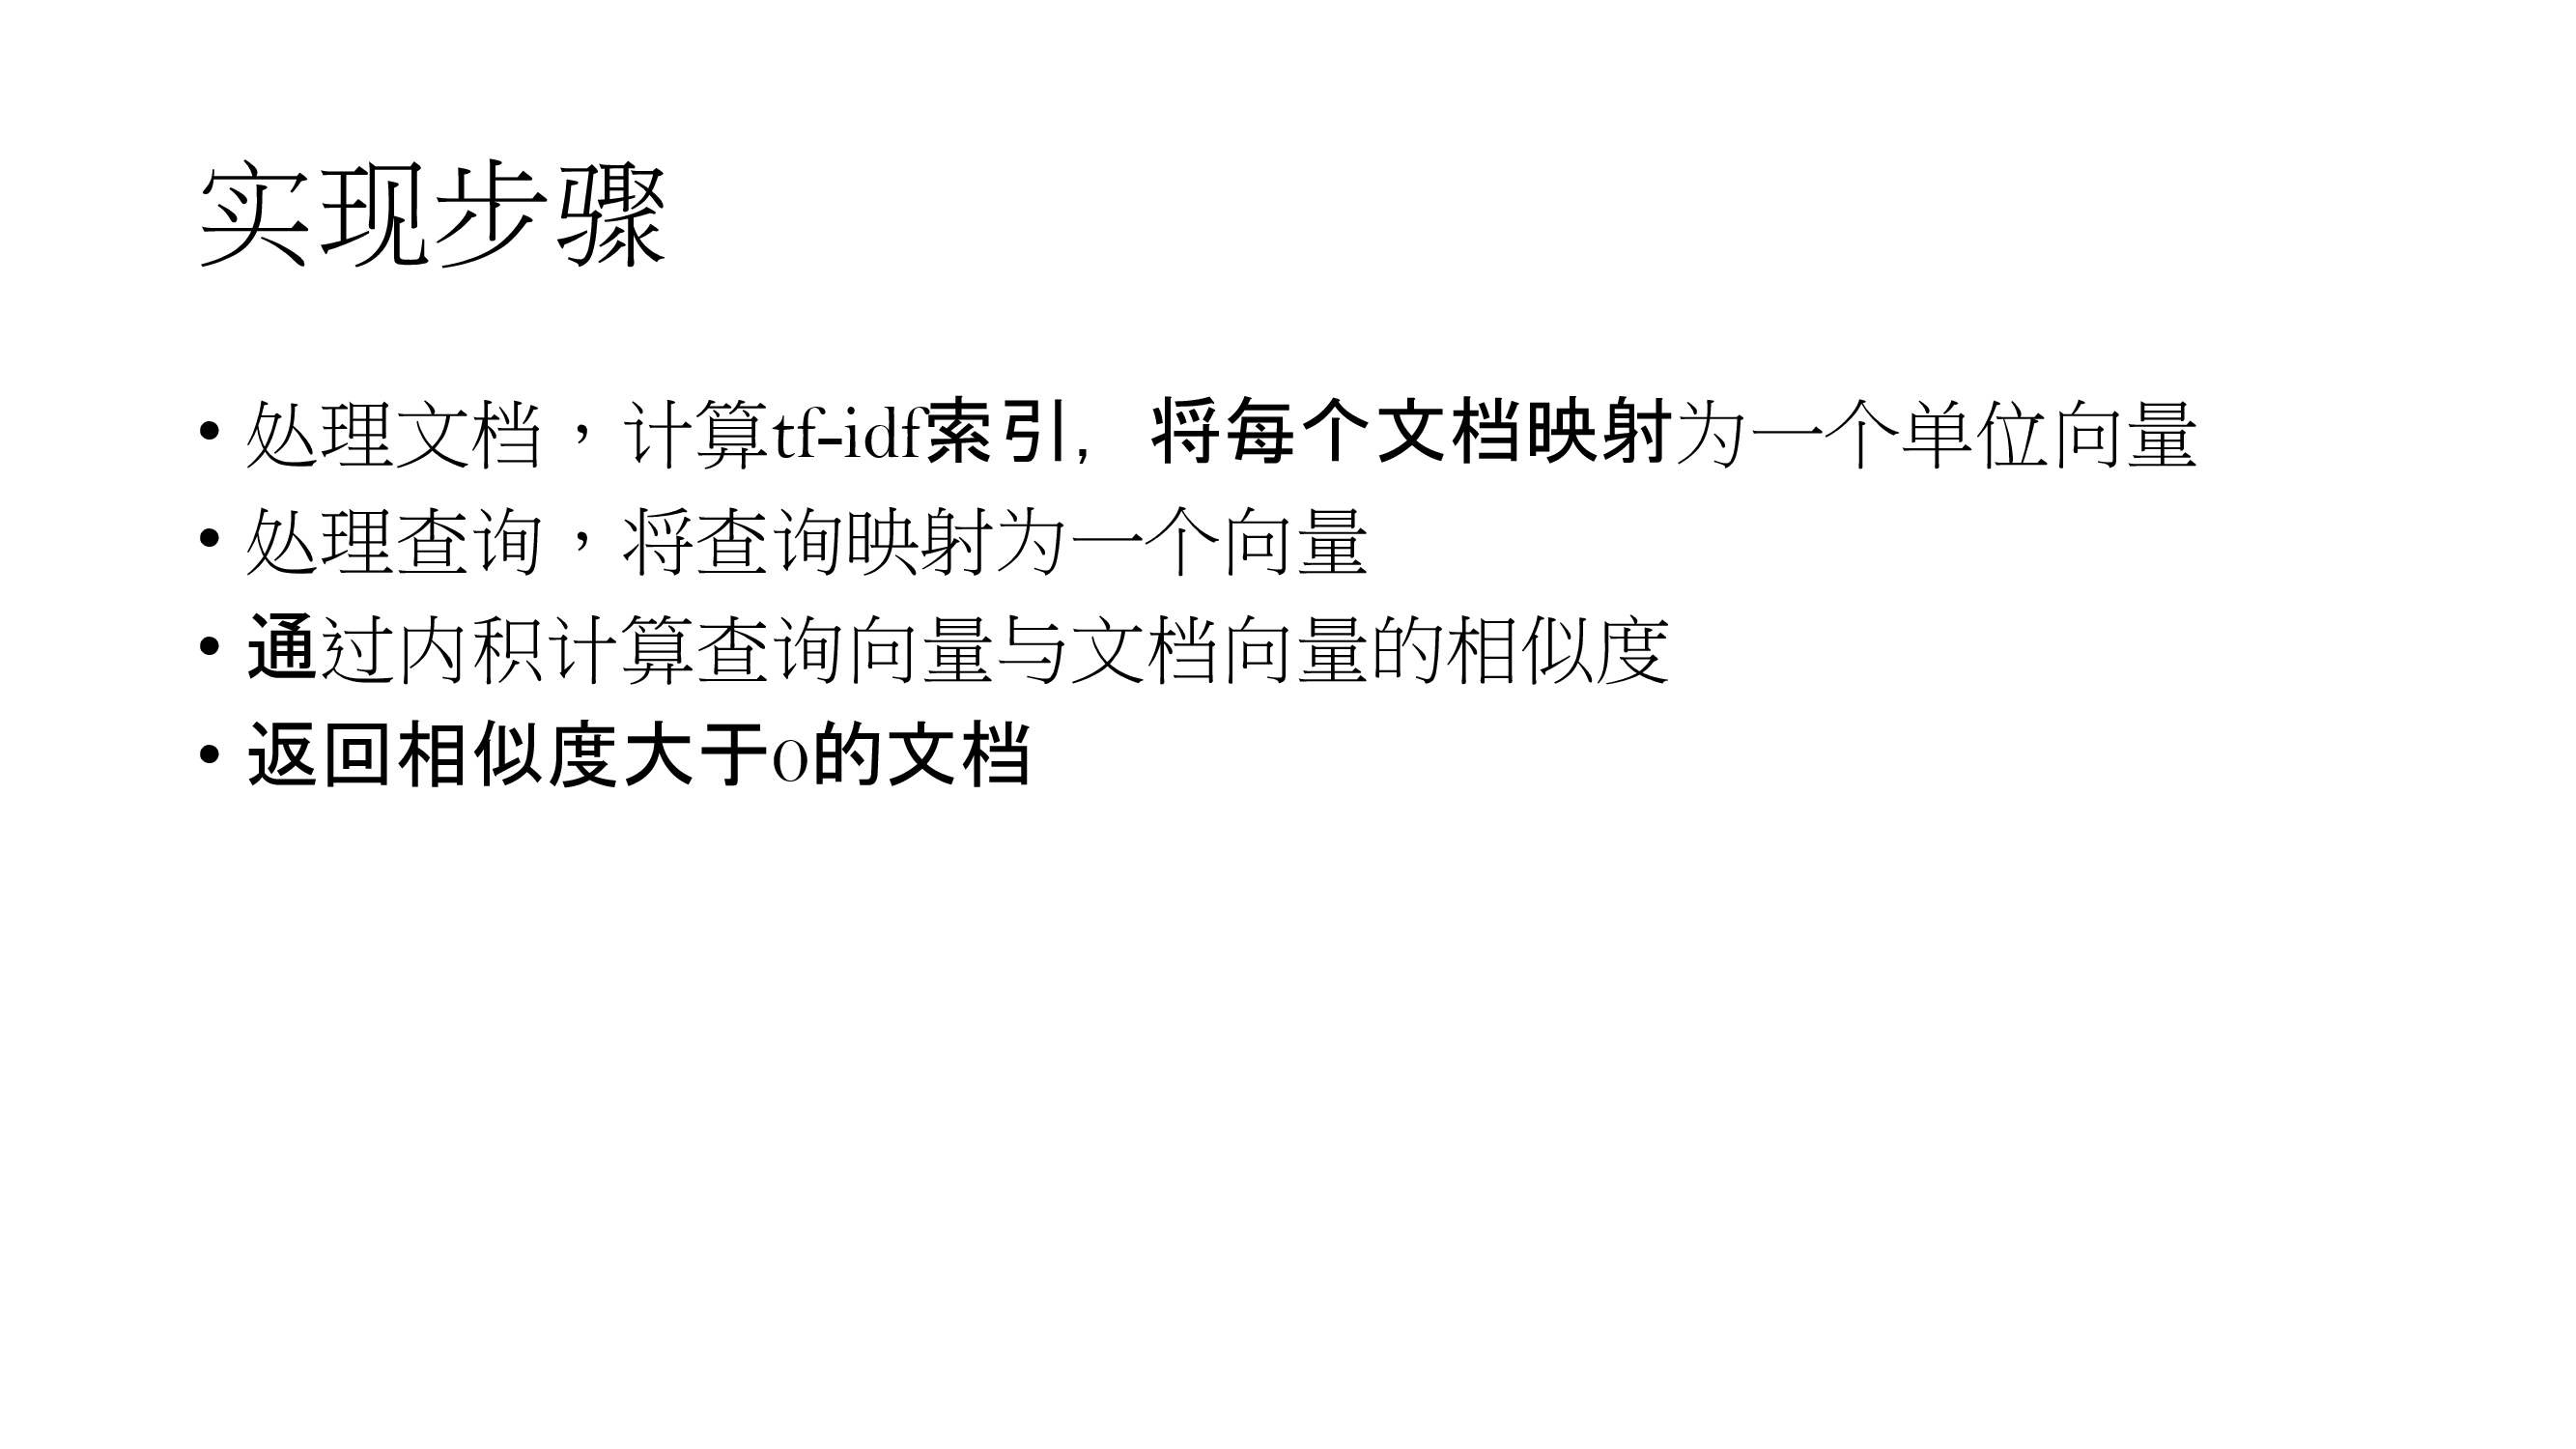 实现步骤
• 处理文档，计算tf-idf索引，将每个文档映射为一个单位向量
• 处理查询，将查询映射为一个向量
• 通过内积计算查询向量与文档向量的相似度
• 返回相似度大于0的文档